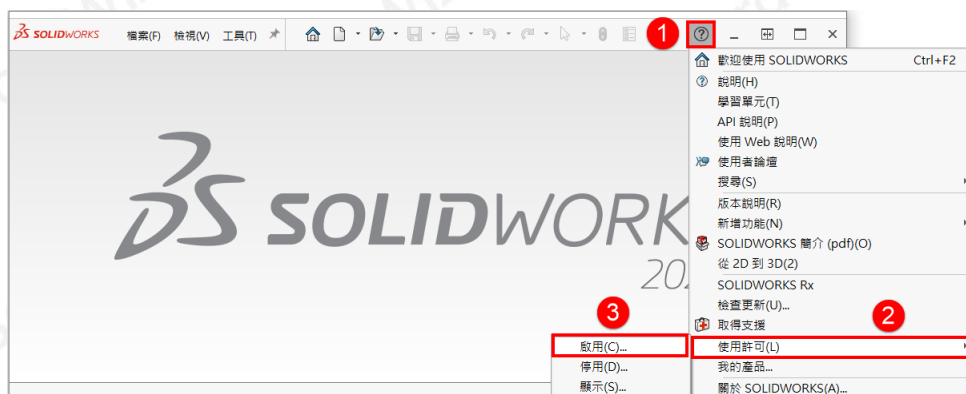 SOLIDWORKS 檔案(F) 檢視(V) 工具(T) 1
歡迎使用 SOLIDWORKS Ctrl+F2
說明(H)
學習單元(T)
API 說明(P)
使用 Web 說明(W)
使用者論壇
搜尋(S)
版本說明(R)
新增功能(N)
SOLIDWORKS 簡介 (pdf)(O)
從 2D 到 3D(2)
SOLIDWORKS Rx
檢查更新(U)...
取得支援
2
使用許可(L)
我的產品...
關於 SOLIDWORKS(A)...
SOLIDWORK
20
3
啟用(C)...
停用(D)...
顯示(S)...